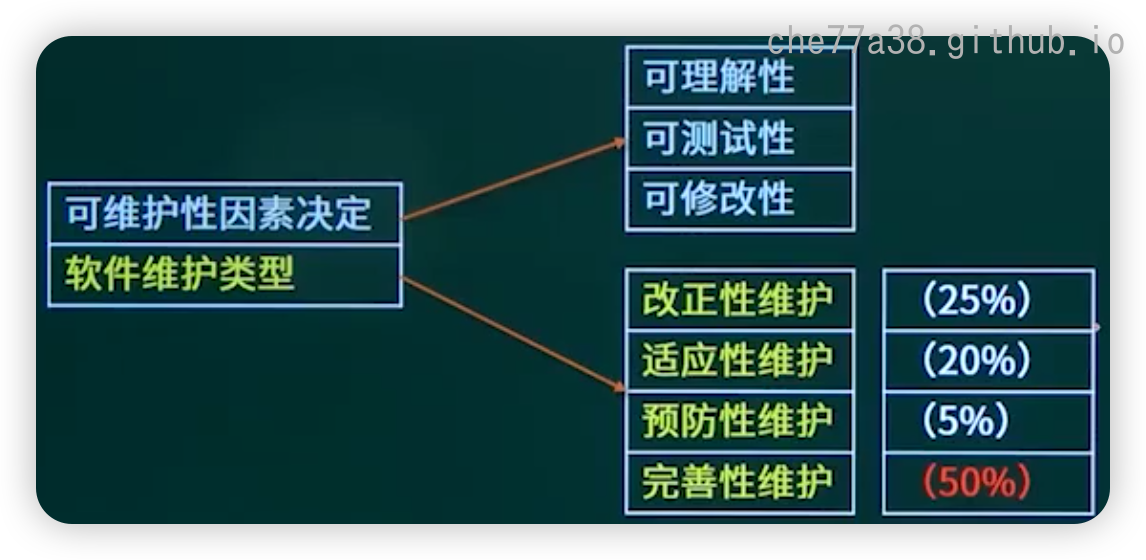 che77a38.github.io
可理解性
可测试性
可修改性
可维护性因素决定
软件维护类型
改正性维护 (25%)
适应性维护 (20%)
预防性维护 (5%)
完善性维护 (50%)